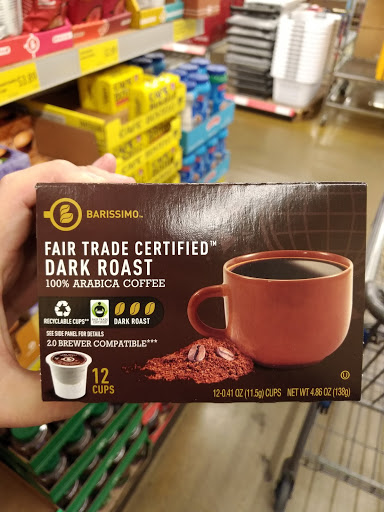 BARISSIMO™
FAIR TRADE CERTIFIED™
DARK ROAST
100% ARABICA COFFEE
RECYCLABLE CUPS**
DARK ROAST
SEE SIDE PANEL FOR DETAILS
2.0 BREWER COMPATIBLE***
12
CUPS
12-0.41 OZ (11.5g) CUPS NET WT 4.86 OZ (138g)